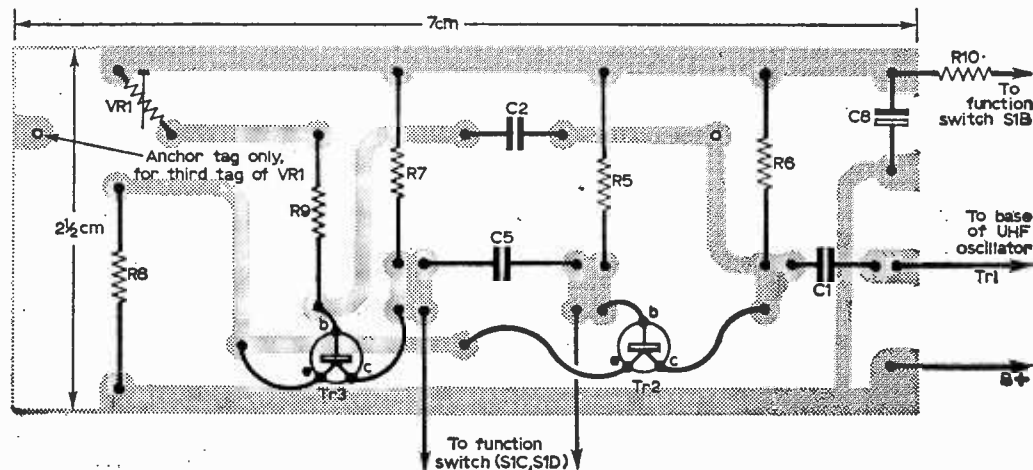 7cm
R10
To
function
switch S1B
VR1
C2
C8
Anchor tag only,
for third tag of VR1
R7
R5
R6
R9
2½cm
R8
C5
C1
To base
of UHF
oscillator
Tr1
b
e
c
Tr3
b
e
c
Tr2
B+
To function
switch (S1C,S1D)